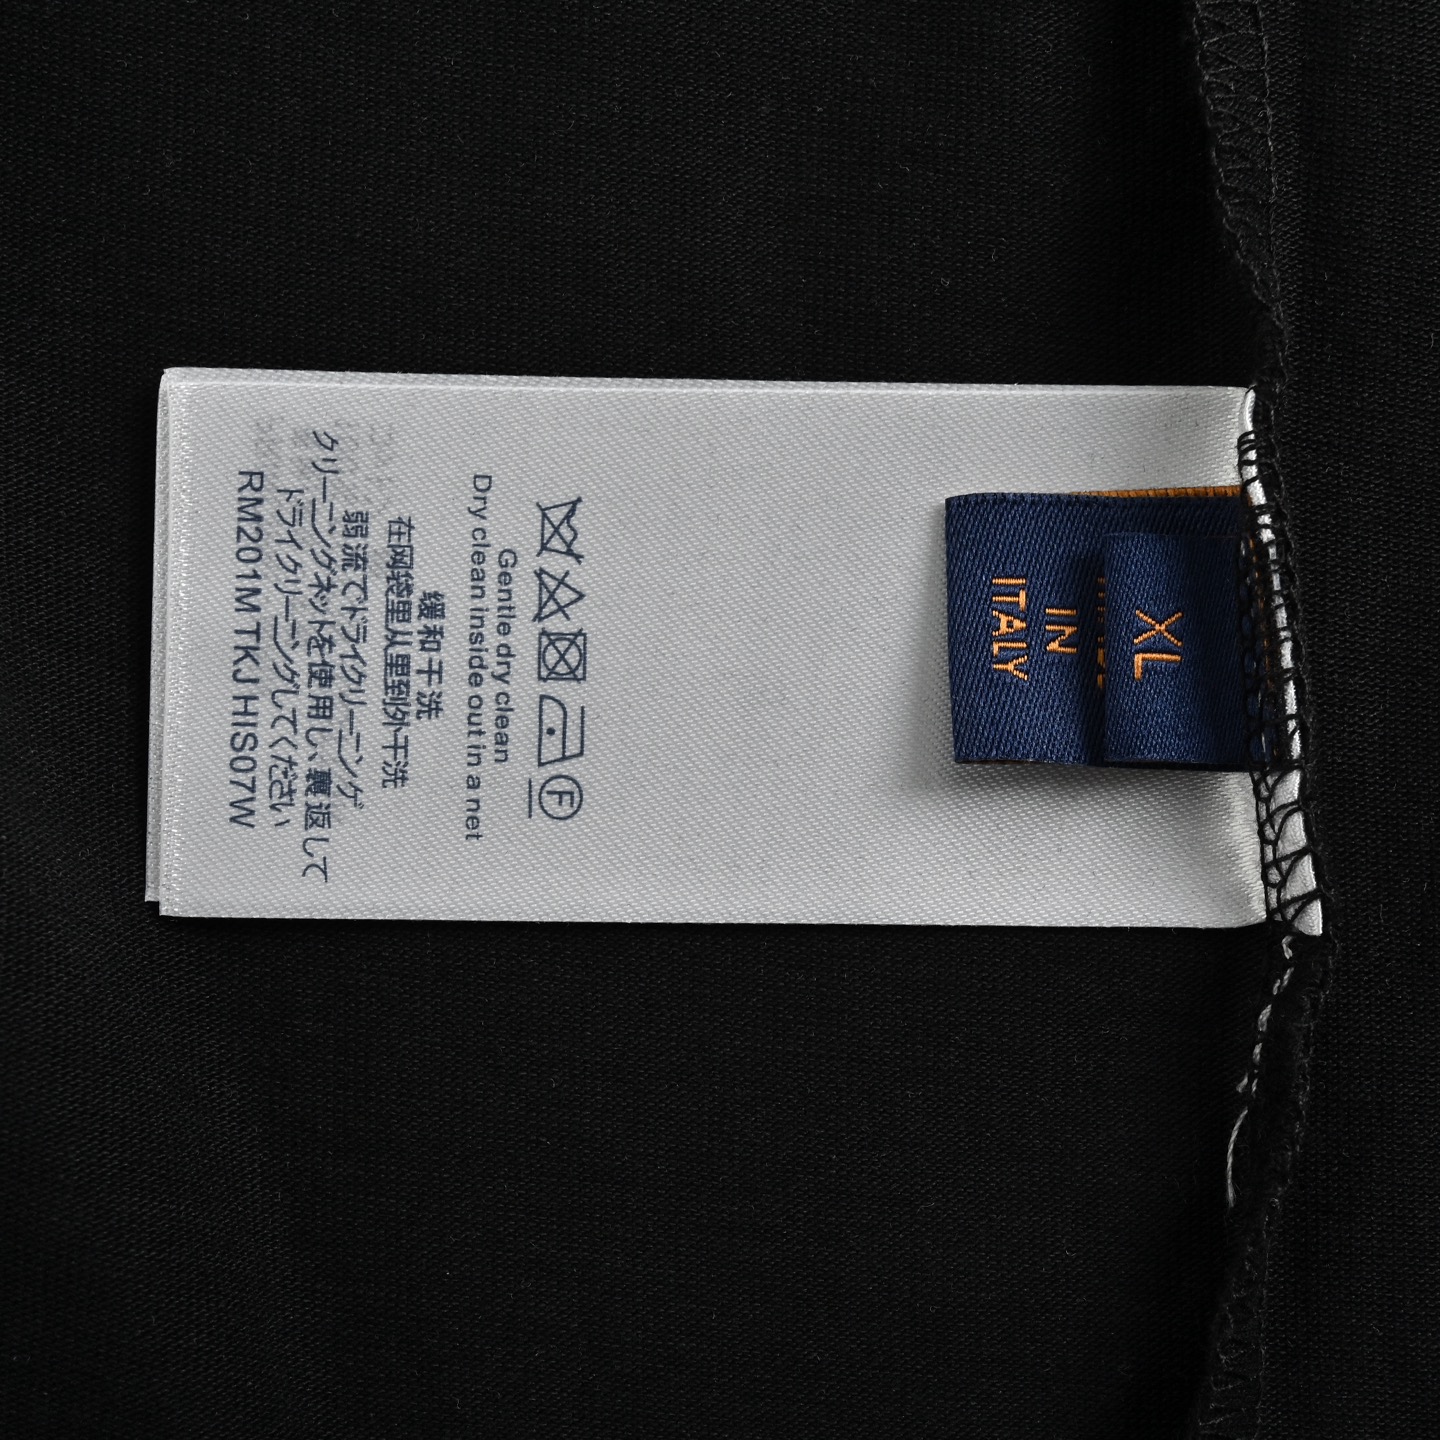 XL
IN
ITALY
F
Gentle dry clean
Dry clean inside out in a net
缓和干洗
在网袋里从里到外干洗
弱流でドライクリーニング
クリーニングネットを使用し、裏返して
ドライクリーニングしてください
RM201M TKJ HIS07W